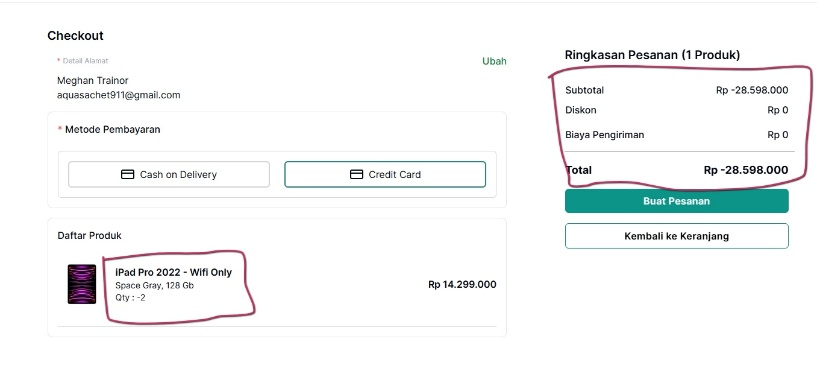 Checkout
* Detail Alamat
Ubah
Meghan Trainor
aquasachet911@gmail.com
* Metode Pembayaran
Cash on Delivery
Credit Card
Daftar Produk
iPad Pro 2022 - Wifi Only
Space Gray, 128 Gb
Qty : -2
Rp 14.299.000
Ringkasan Pesanan (1 Produk)
Subtotal Rp -28.598.000
Diskon Rp 0
Biaya Pengiriman Rp 0
Total Rp -28.598.000
Buat Pesanan
Kembali ke Keranjang